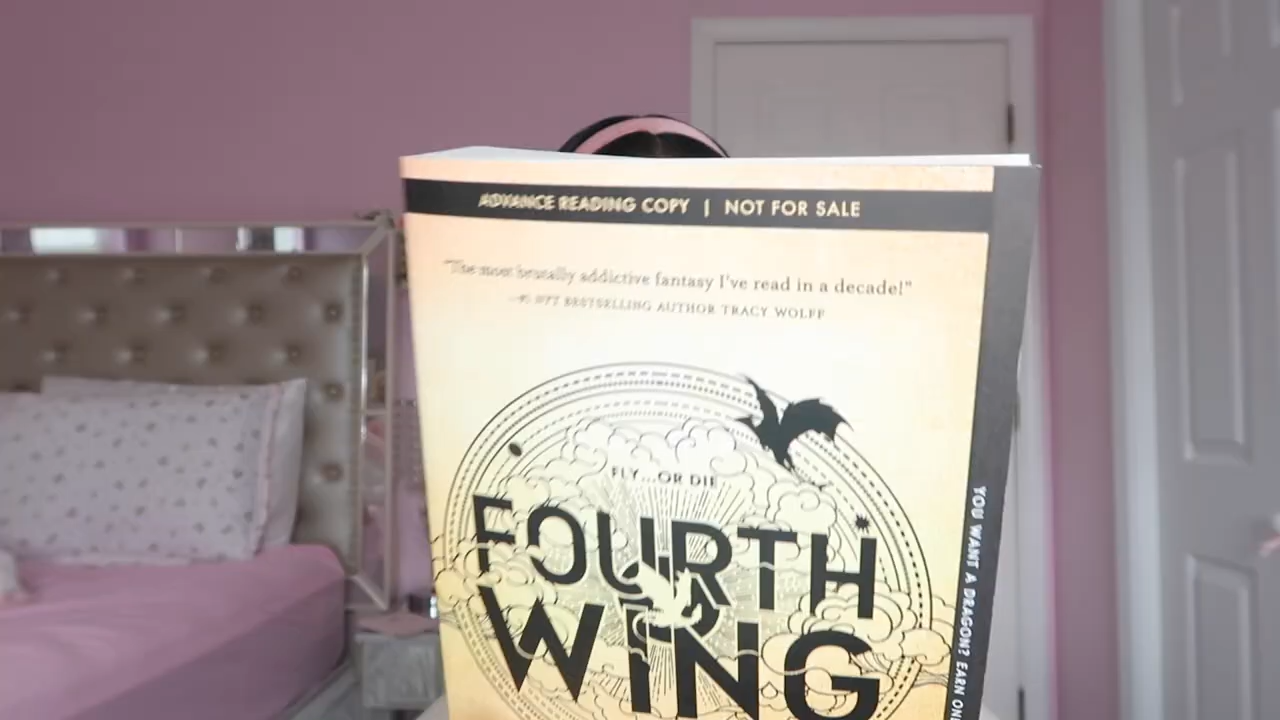 ADVANCE READING COPY | NOT FOR SALE
"The most brutally addictive fantasy I've read in a decade!"
—#1 NYT BESTSELLING AUTHOR TRACY WOLFF
FLY...OR DIE
FOURTH
WING
YOU WANT A DRAGON? EARN